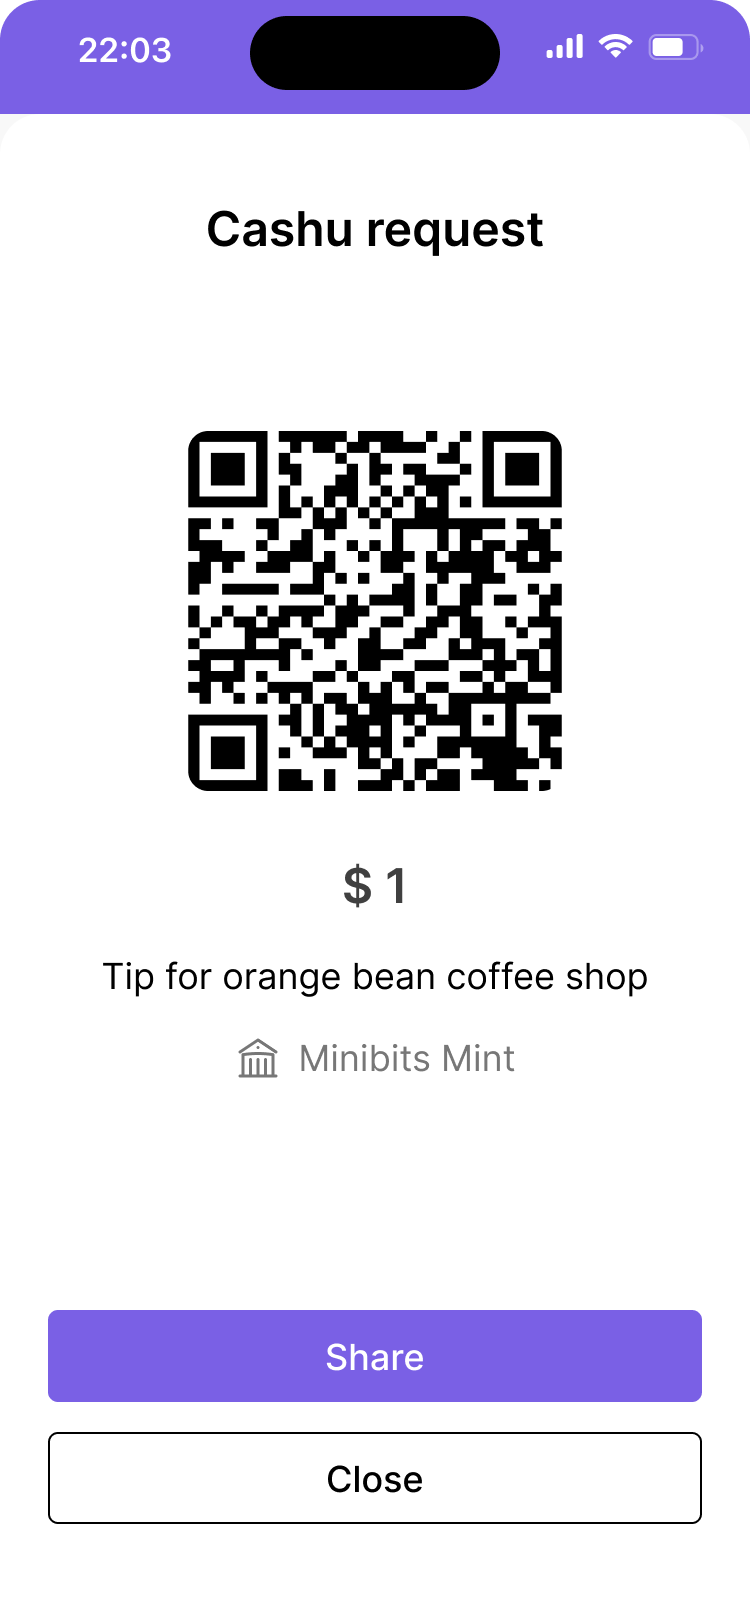 22:03
Cashu request
$ 1
Tip for orange bean coffee shop
Minibits Mint
Share
Close